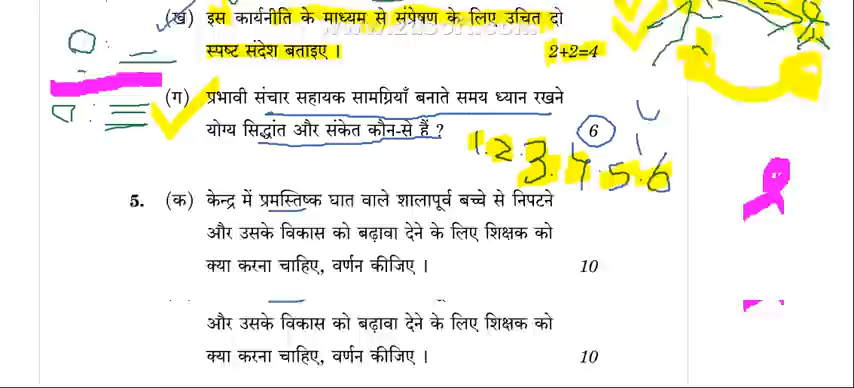 (ख) इस कार्यनीति के माध्यम से संप्रेषण के लिए उचित दो
स्पष्ट संदेश बताइए । 2+2=4
(ग) प्रभावी संचार सहायक सामग्रियाँ बनाते समय ध्यान रखने
योग्य सिद्धांत और संकेत कौन-से हैं ? 6
1. 2. 3. 4. 5. 6
5. (क) केन्द्र में प्रमस्तिष्क घात वाले शालापूर्व बच्चे से निपटने
और उसके विकास को बढ़ावा देने के लिए शिक्षक को
क्या करना चाहिए, वर्णन कीजिए । 10
और उसके विकास को बढ़ावा देने के लिए शिक्षक को
क्या करना चाहिए, वर्णन कीजिए । 10